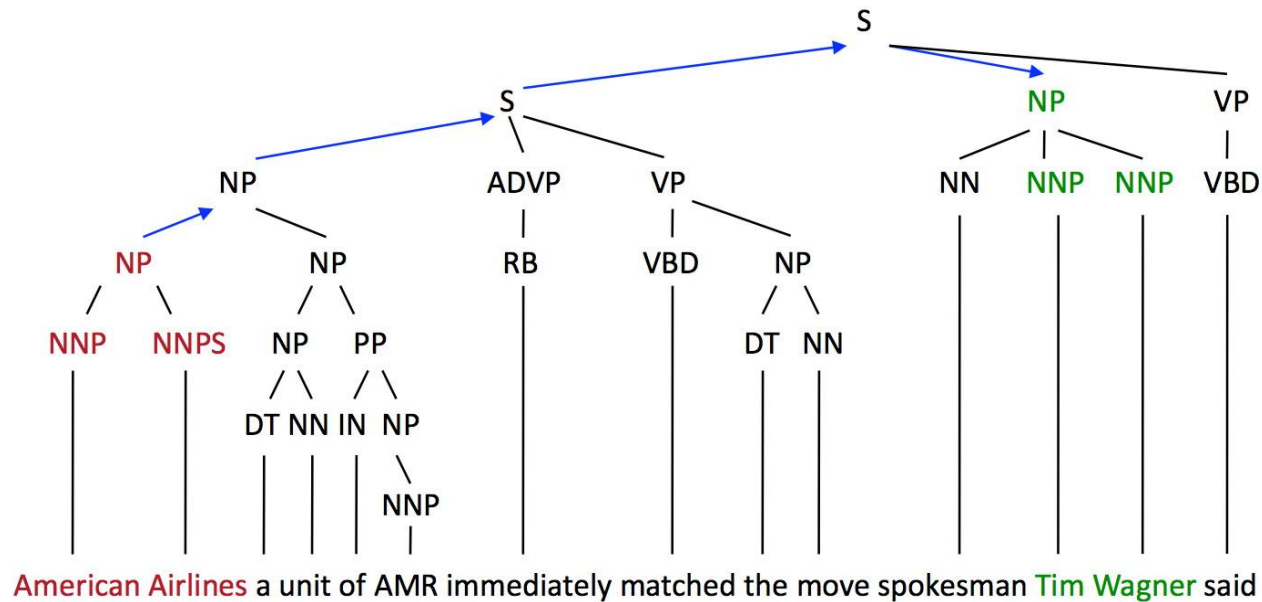 S
S NP VP
NP ADVP VP NN NNP NNP VBD
NP NP RB VBD NP
NNP NNPS NP PP DT NN
DT NN IN NP
NNP
American Airlines a unit of AMR immediately matched the move spokesman Tim Wagner said